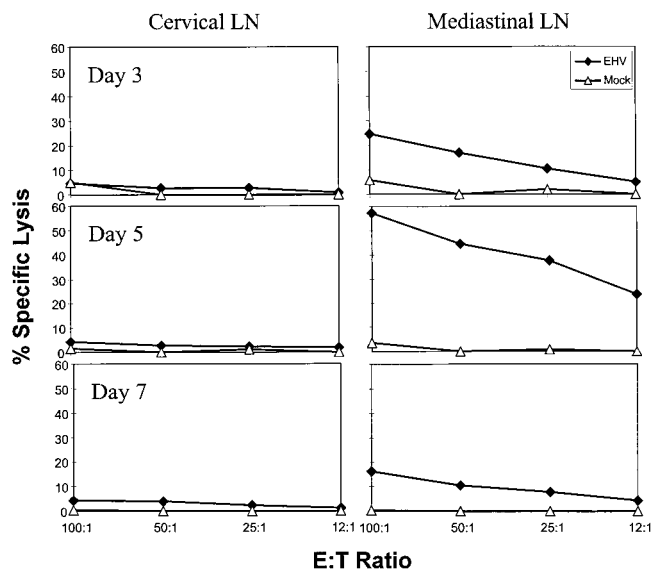 Cervical LN
Mediastinal LN
% Specific Lysis
60
50
40
30
20
10
0
Day 3
EHV
Mock
60
50
40
30
20
10
0
Day 5
60
50
40
30
20
10
0
Day 7
100:1 50:1 25:1 12:1
100:1 50:1 25:1 12:1
E:T Ratio